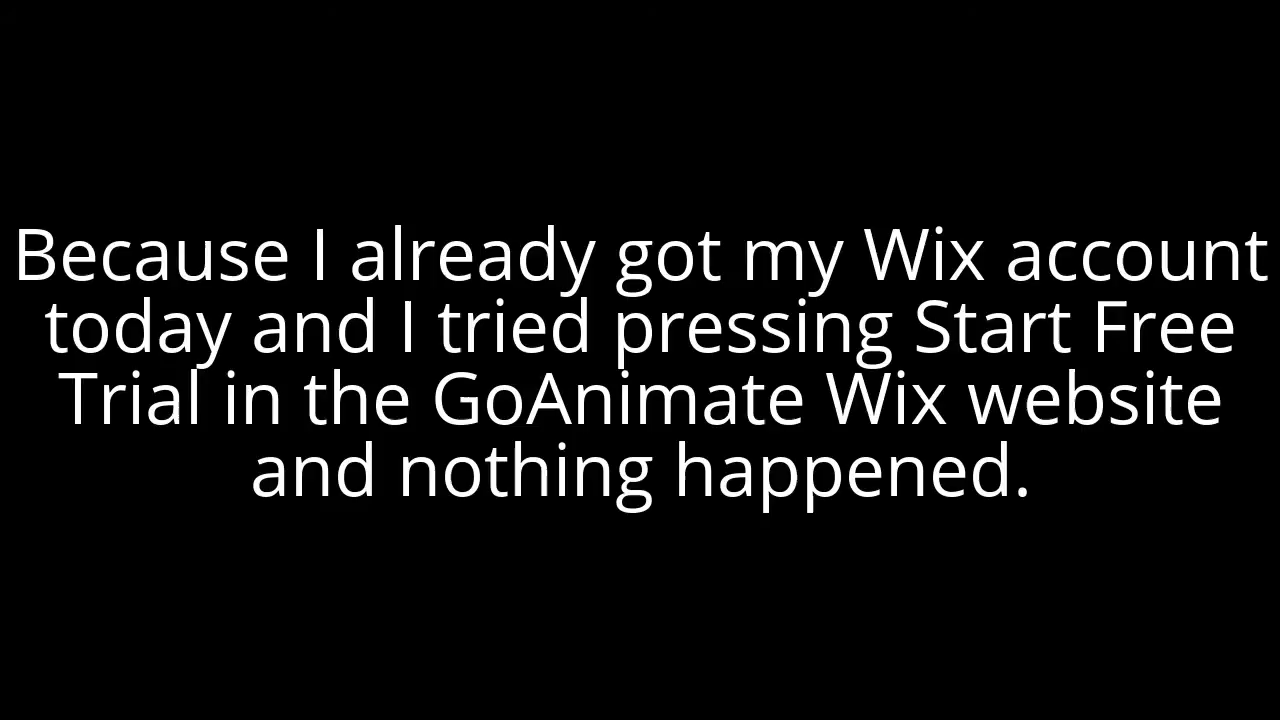 Because I already got my Wix account
today and I tried pressing Start Free
Trial in the GoAnimate Wix website
and nothing happened.